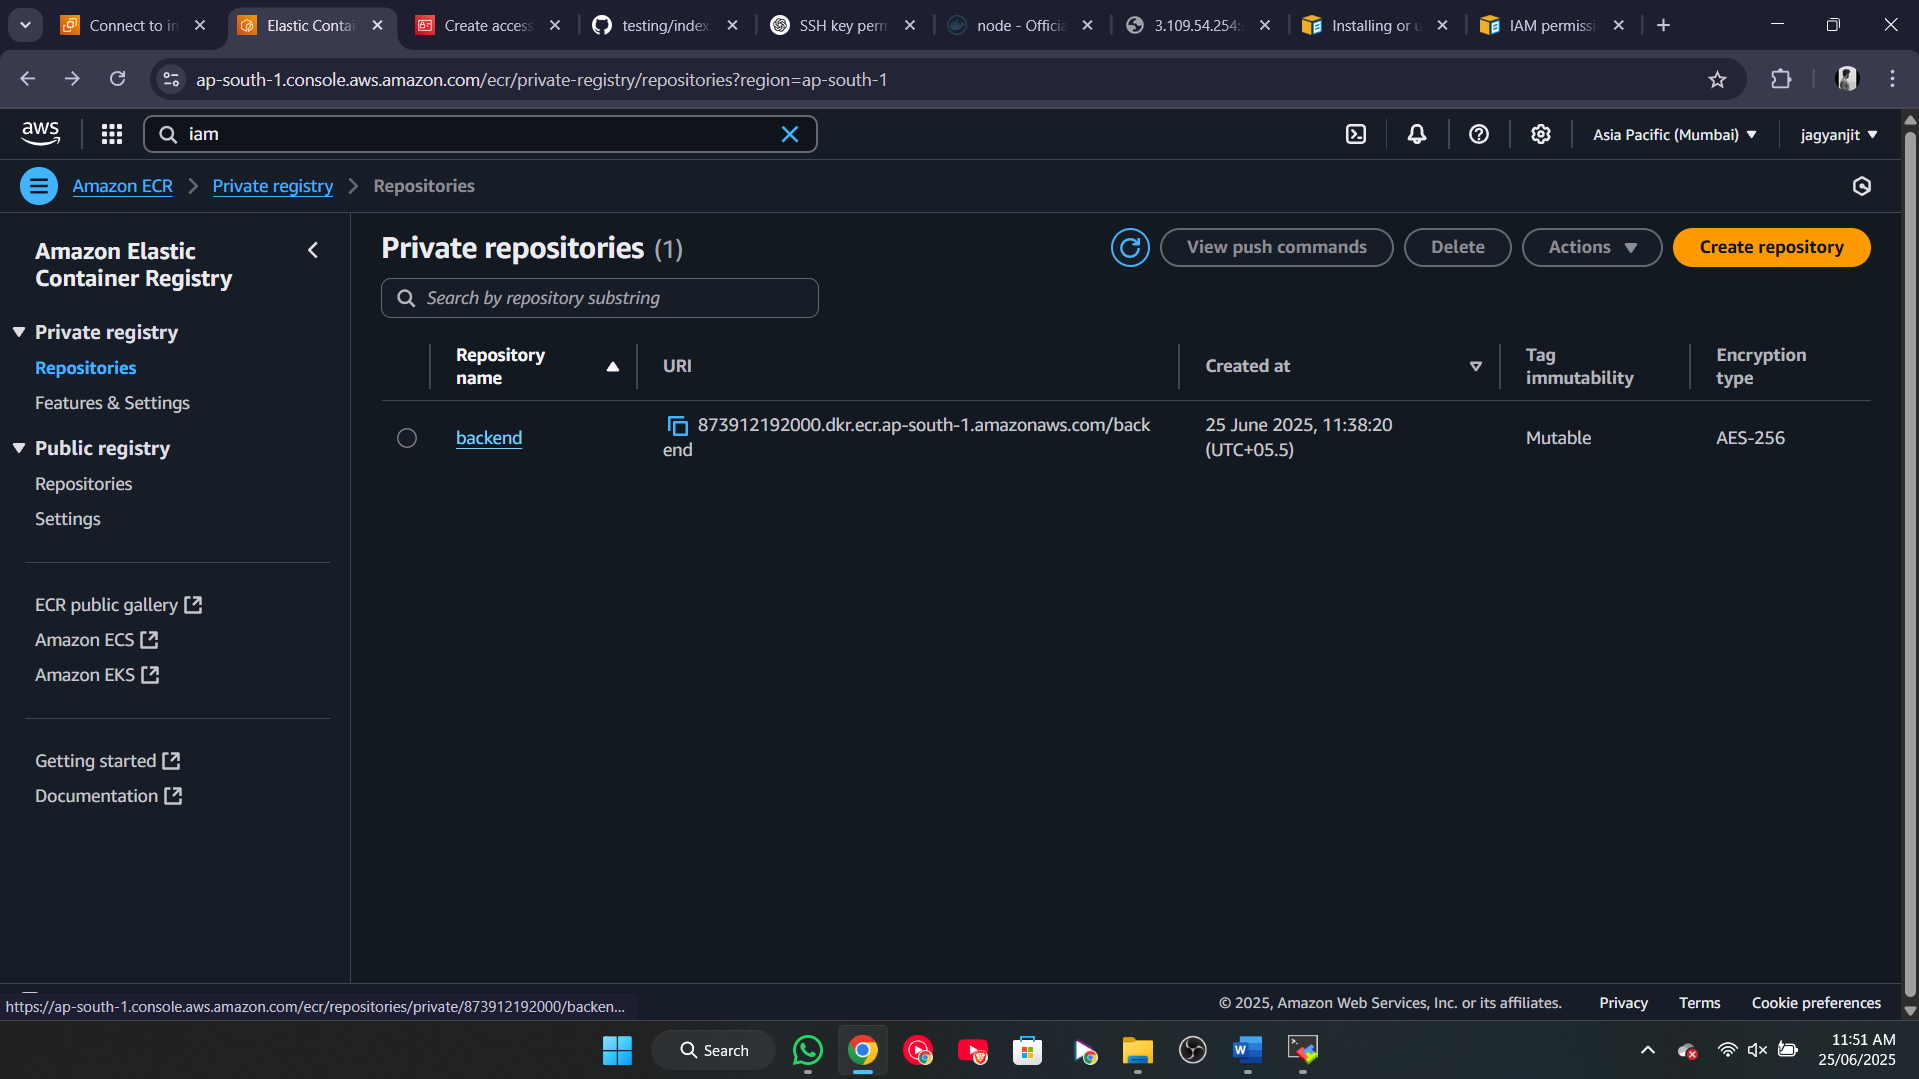 Connect to in
Elastic Contai
Create access
testing/index.
SSH key perm
node - Officia
3.109.54.254:
Installing or u
IAM permissi
ap-south-1.console.aws.amazon.com/ecr/private-registry/repositories?region=ap-south-1
aws
iam
Asia Pacific (Mumbai)
jagyanjit
Amazon ECR
Private registry
Repositories
Amazon Elastic
Container Registry
Private registry
Repositories
Features & Settings
Public registry
Repositories
Settings
ECR public gallery
Amazon ECS
Amazon EKS
Getting started
Documentation
Private repositories (1)
View push commands
Delete
Actions
Create repository
Search by repository substring
Repository
name
URI
Created at
Tag
immutability
Encryption
type
backend
873912192000.dkr.ecr.ap-south-1.amazonaws.com/back
end
25 June 2025, 11:38:20
(UTC+05.5)
Mutable
AES-256
https://ap-south-1.console.aws.amazon.com/ecr/repositories/private/873912192000/backen...
© 2025, Amazon Web Services, Inc. or its affiliates.
Privacy
Terms
Cookie preferences
Search
11:51 AM
25/06/2025